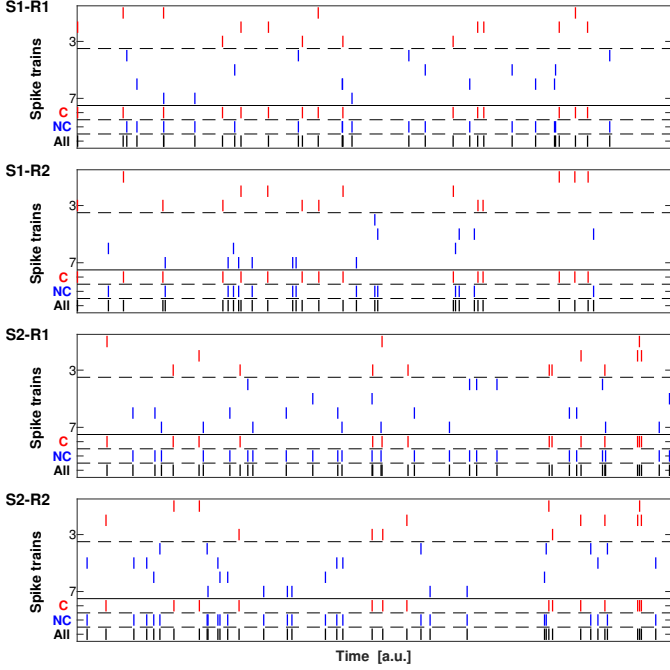 S1-R1
Spike trains
3
7
C
NC
All
S1-R2
Spike trains
3
7
C
NC
All
S2-R1
Spike trains
3
7
C
NC
All
S2-R2
Spike trains
3
7
C
NC
All
Time [a.u.]